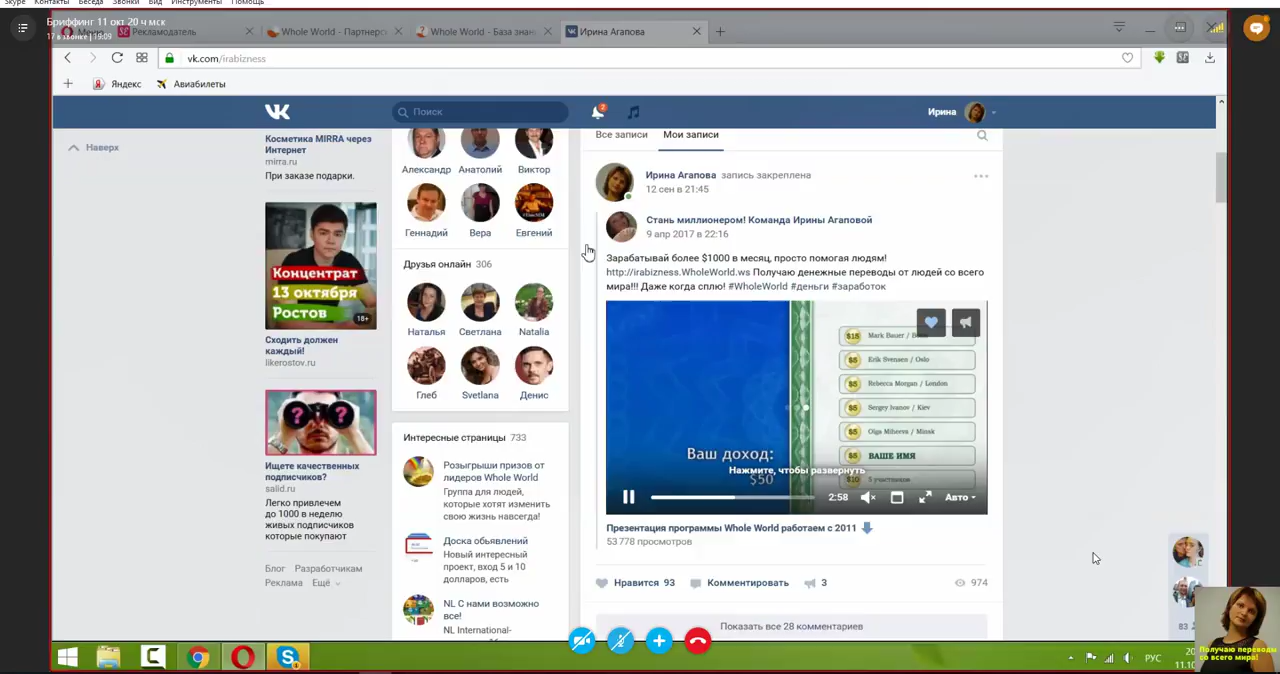 Skype Контакты Беседа Звонки Вид Инструменты Помощь
Бриффинг 11 окт 20 ч мск
17 в звонке | 19:09
Рекламодатель
Whole World - Партнерс
Whole World - База знан
Ирина Агапова
vk.com/irabizness
Яндекс
Авиабилеты
Поиск
2
Ирина
Наверх
Косметика MIRRA через
Интернет
mirra.ru
При заказе подарки.
Концентрат
13 октября
Ростов
18+
Сходить должен
каждый!
likerostov.ru
Ищете качественных
подписчиков?
salid.ru
Легко привлечем
до 1000 в неделю
живых подписчиков
которые покупают
Блог Разработчикам
Реклама Ещё
Александр Анатолий Виктор
Геннадий Вера Евгений
Друзья онлайн 306
Наталья Светлана Natalia
Глеб Svetlana Денис
Интересные страницы 733
Розыгрыши призов от
лидеров Whole World
Группа для людей,
которые хотят изменить
свою жизнь навсегда!
Доска объявлений
Новый интересный
проект, вход 5 и 10
долларов, есть
NL С нами возможно
все!
NL International-
Все записи Мои записи
Ирина Агапова запись закреплена
12 сен в 21:45
Стань миллионером! Команда Ирины Агаповой
9 апр 2017 в 22:16
Зарабатывай более $1000 в месяц, просто помогая людям!
http://irabizness.WholeWorld.ws Получаю денежные переводы от людей со всего
мира!!! Даже когда сплю! #WholeWorld #деньги #заработок
$15 Mark Bauer /
$5 Erik Svensen / Oslo
$5 Rebecca Morgan / London
$5 Sergey Ivanov / Kiev
$5 Olga Miheeva / Minsk
$5 ВАШЕ ИМЯ
$10 5 участников
Ваш доход:
$50
Нажмите, чтобы развернуть
2:58
Авто
Презентация программы Whole World работаем с 2011
53 778 просмотров
Нравится 93 Комментировать 3 974
Показать все 28 комментариев
83
Получаю переводы
со всего мира!
РУС